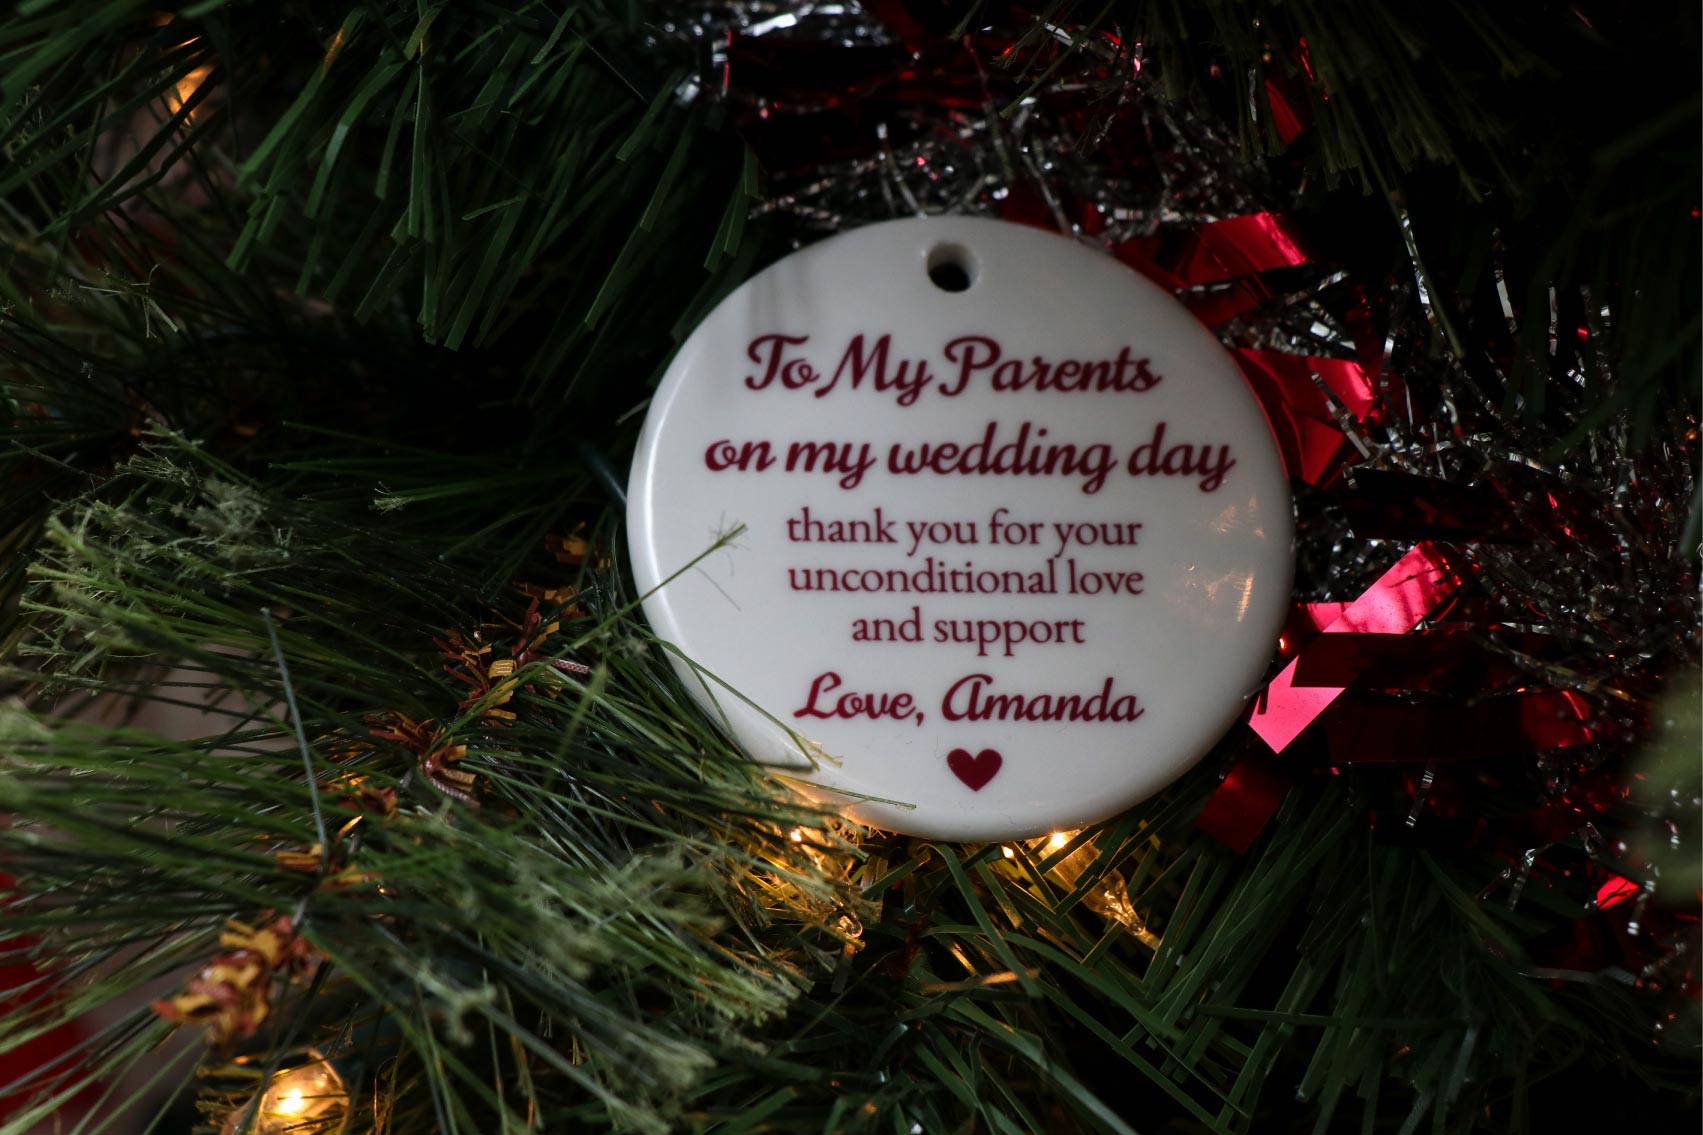 To My Parents
on my wedding day
thank you for your
unconditional love
and support
Love, Amanda